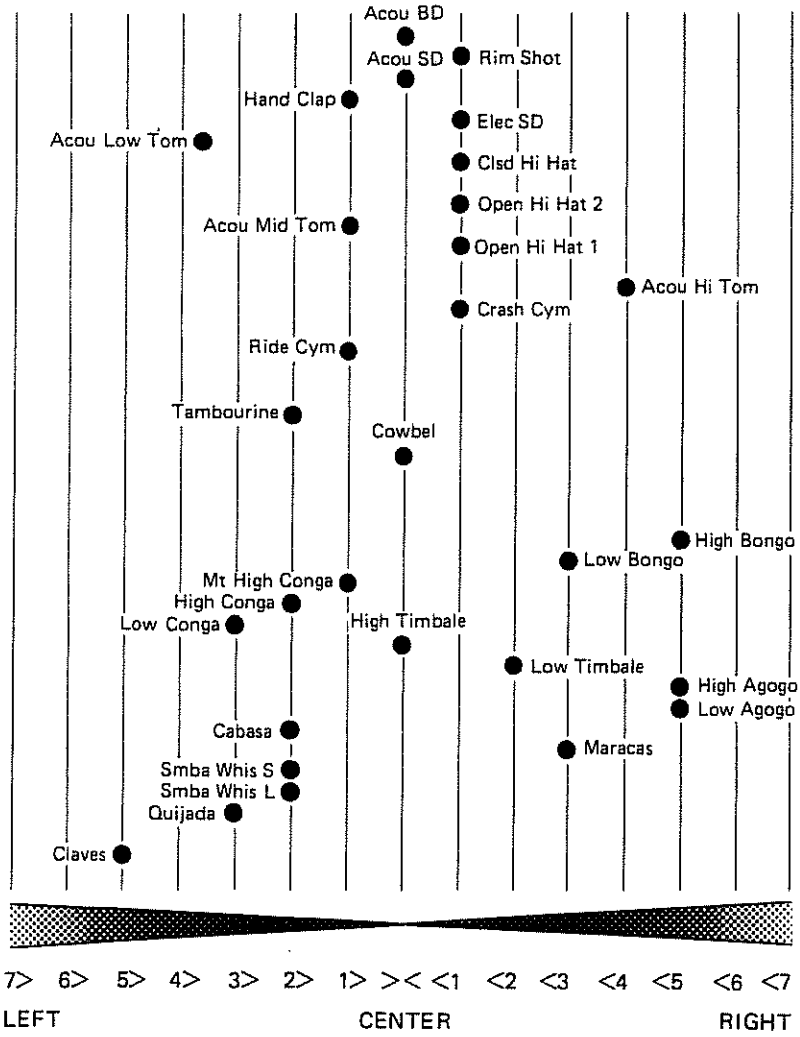 Acou BD
Acou SD
Rim Shot
Hand Clap
Elec SD
Acou Low Tom
Clsd Hi Hat
Open Hi Hat 2
Acou Mid Tom
Open Hi Hat 1
Acou Hi Tom
Crash Cym
Ride Cym
Tambourine
Cowbel
High Bongo
Low Bongo
Mt High Conga
High Conga
Low Conga
High Timbale
Low Timbale
High Agogo
Low Agogo
Cabasa
Maracas
Smba Whis S
Smba Whis L
Quijada
Claves
7> 6> 5> 4> 3> 2> 1> >< <1 <2 <3 <4 <5 <6 <7
LEFT CENTER RIGHT